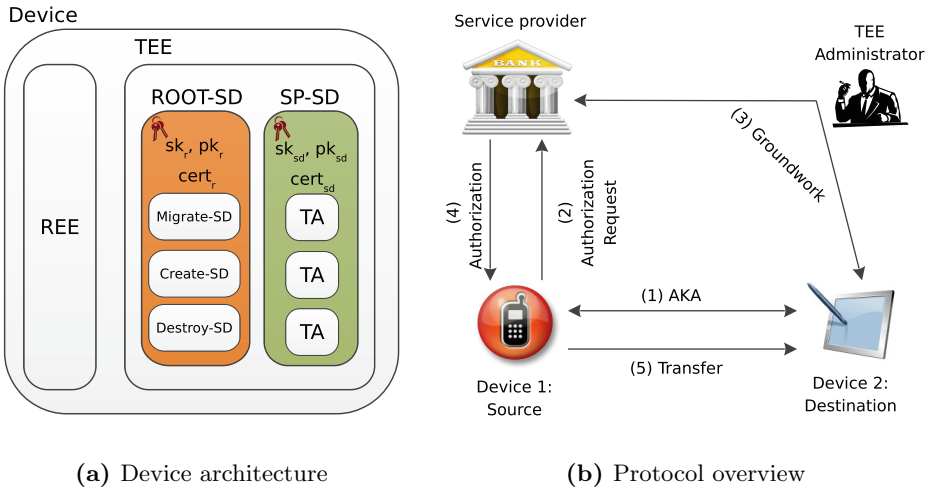 Device
TEE
REE
ROOT-SD
sk_r, pk_r
cert_r
Migrate-SD
Create-SD
Destroy-SD
SP-SD
sk_sd, pk_sd
cert_sd
TA
TA
TA
(a) Device architecture
Service provider
BANK
TEE
Administrator
(3) Groundwork
(4)
Authorization
(2)
Authorization
Request
(1) AKA
(5) Transfer
Device 1:
Source
Device 2:
Destination
(b) Protocol overview